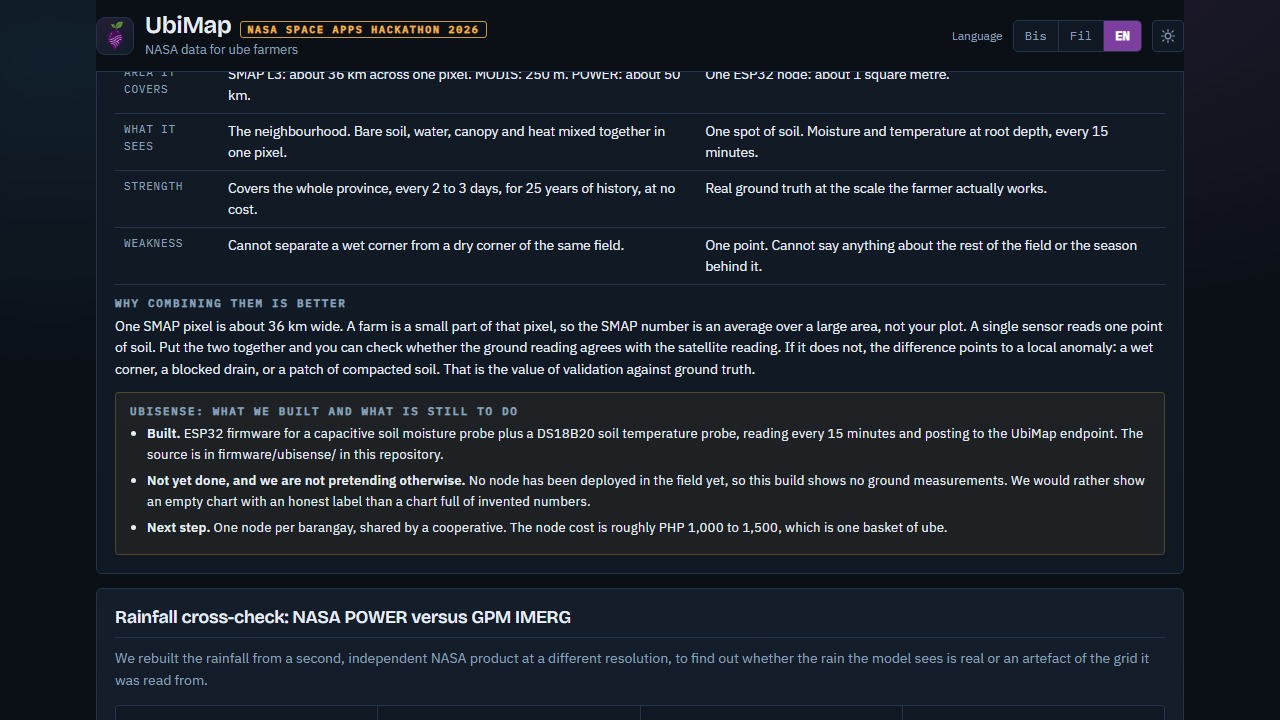 UbiMap
NASA SPACE APPS HACKATHON 2026
NASA data for ube farmers
Language
Bis
Fil
EN
AREA IT
COVERS
SMAP L3: about 36 km across one pixel. MODIS: 250 m. POWER: about 50
km.
One ESP32 node: about 1 square metre.
WHAT IT
SEES
The neighbourhood. Bare soil, water, canopy and heat mixed together in
one pixel.
One spot of soil. Moisture and temperature at root depth, every 15
minutes.
STRENGTH
Covers the whole province, every 2 to 3 days, for 25 years of history, at no
cost.
Real ground truth at the scale the farmer actually works.
WEAKNESS
Cannot separate a wet corner from a dry corner of the same field.
One point. Cannot say anything about the rest of the field or the season
behind it.
WHY COMBINING THEM IS BETTER
One SMAP pixel is about 36 km wide. A farm is a small part of that pixel, so the SMAP number is an average over a large area, not your plot. A single sensor reads one point
of soil. Put the two together and you can check whether the ground reading agrees with the satellite reading. If it does not, the difference points to a local anomaly: a wet
corner, a blocked drain, or a patch of compacted soil. That is the value of validation against ground truth.
UBISENSE: WHAT WE BUILT AND WHAT IS STILL TO DO
Built. ESP32 firmware for a capacitive soil moisture probe plus a DS18B20 soil temperature probe, reading every 15 minutes and posting to the UbiMap endpoint. The
source is in firmware/ubisense/ in this repository.
Not yet done, and we are not pretending otherwise. No node has been deployed in the field yet, so this build shows no ground measurements. We would rather show
an empty chart with an honest label than a chart full of invented numbers.
Next step. One node per barangay, shared by a cooperative. The node cost is roughly PHP 1,000 to 1,500, which is one basket of ube.
Rainfall cross-check: NASA POWER versus GPM IMERG
We rebuilt the rainfall from a second, independent NASA product at a different resolution, to find out whether the rain the model sees is real or an artefact of the grid it
was read from.